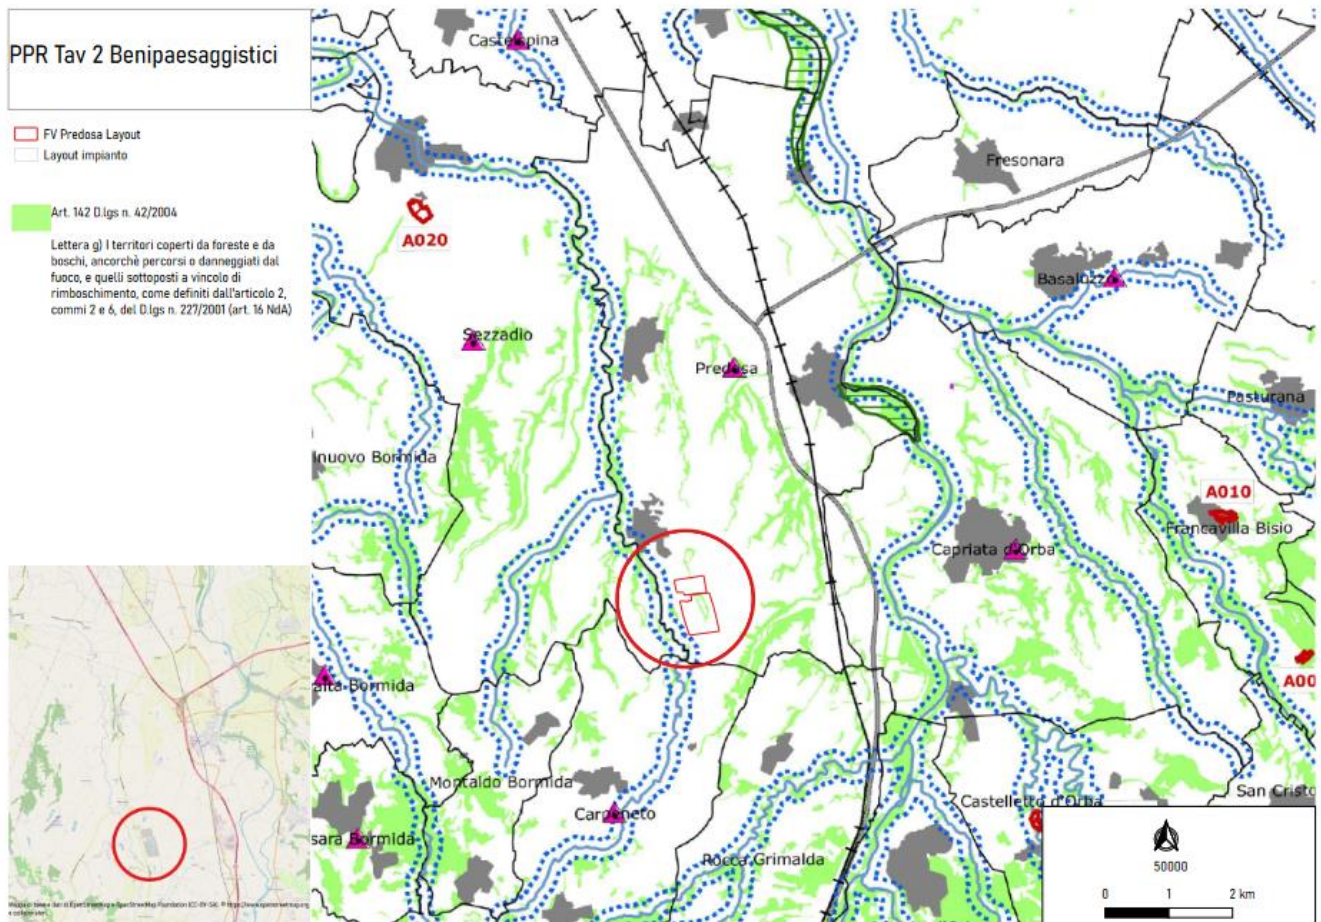 PPR Tav 2 Benipaesaggistici
FV Predosa Layout
Layout impianto
Art. 142 D.lgs n. 42/2004
Lettera g) I territori coperti da foreste e da
boschi, ancorchè percorsi o danneggiati dal
fuoco, e quelli sottoposti a vincolo di
rimboschimento, come definiti dall'articolo 2,
commi 2 e 6, del D.lgs n. 227/2001 (art. 16 NdA)
Castelspina
Fresonara
A020
Basaluzzo
Sezzadio
Predosa
Pasturana
inuovo Bormida
A010
Francavilla Bisio
Capriata d'Orba
A00
alta Bormida
Montaldo Bormida
San Cristo
Castelletto d'Orba
Carpeneto
sara Bormida
Rocca Grimalda
50000
0 1 2 km